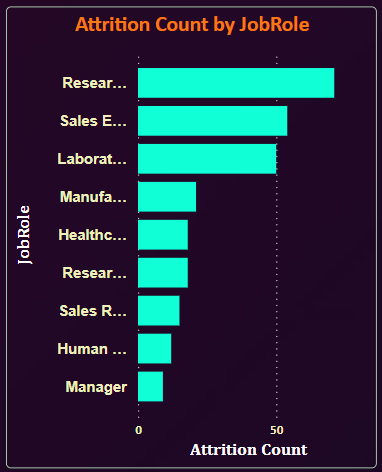 Attrition Count by JobRole
Resear...
Sales E...
Laborat...
Manufa...
Healthc...
Resear...
Sales R...
Human ...
Manager
JobRole
0 50
Attrition Count